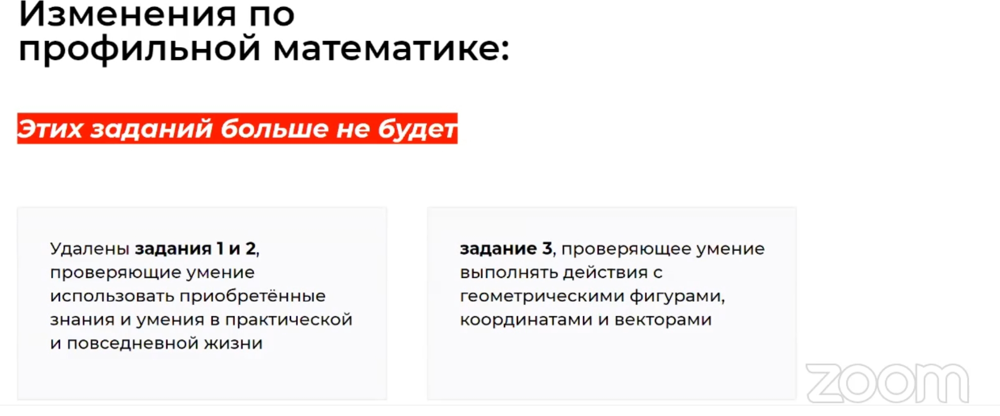 Изменения по
профильной математике:
Этих заданий больше не будет
Удалены задания 1 и 2,
проверяющие умение
использовать приобретённые
знания и умения в практической
и повседневной жизни
задание 3, проверяющее умение
выполнять действия с
геометрическими фигурами,
координатами и векторами
zoom